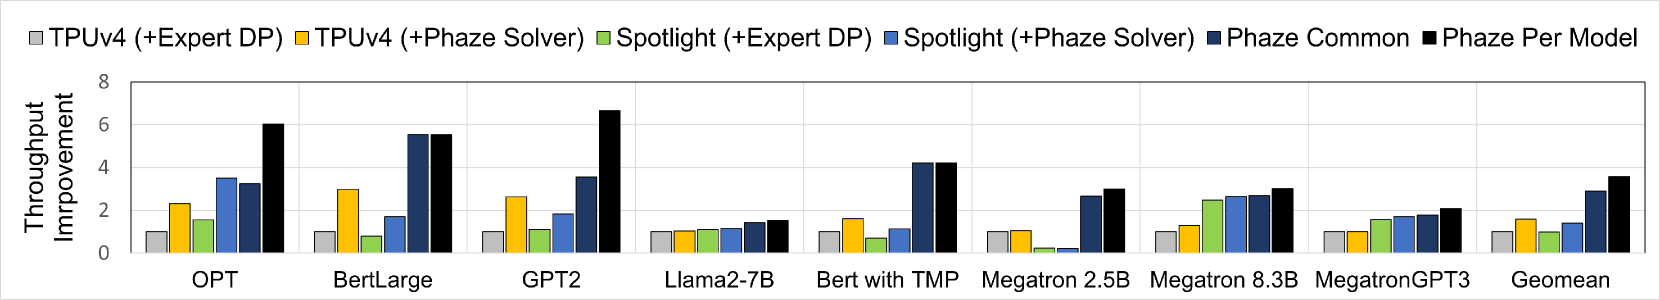 TPUv4 (+Expert DP) TPUv4 (+Phaze Solver) Spotlight (+Expert DP) Spotlight (+Phaze Solver) Phaze Common Phaze Per Model
Throughput
Imrpovement
8
6
4
2
0
OPT BertLarge GPT2 Llama2-7B Bert with TMP Megatron 2.5B Megatron 8.3B MegatronGPT3 Geomean